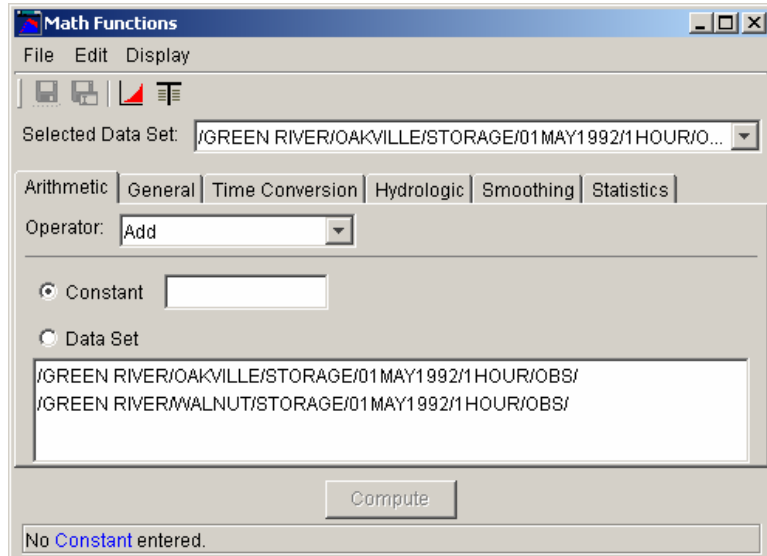 Math Functions
File Edit Display
Selected Data Set: /GREEN RIVER/OAKVILLE/STORAGE/01MAY1992/1HOUR/O...
Arithmetic General Time Conversion Hydrologic Smoothing Statistics
Operator: Add
Constant
Data Set
/GREEN RIVER/OAKVILLE/STORAGE/01MAY1992/1HOUR/OBS/
/GREEN RIVER/WALNUT/STORAGE/01MAY1992/1HOUR/OBS/
Compute
No Constant entered.